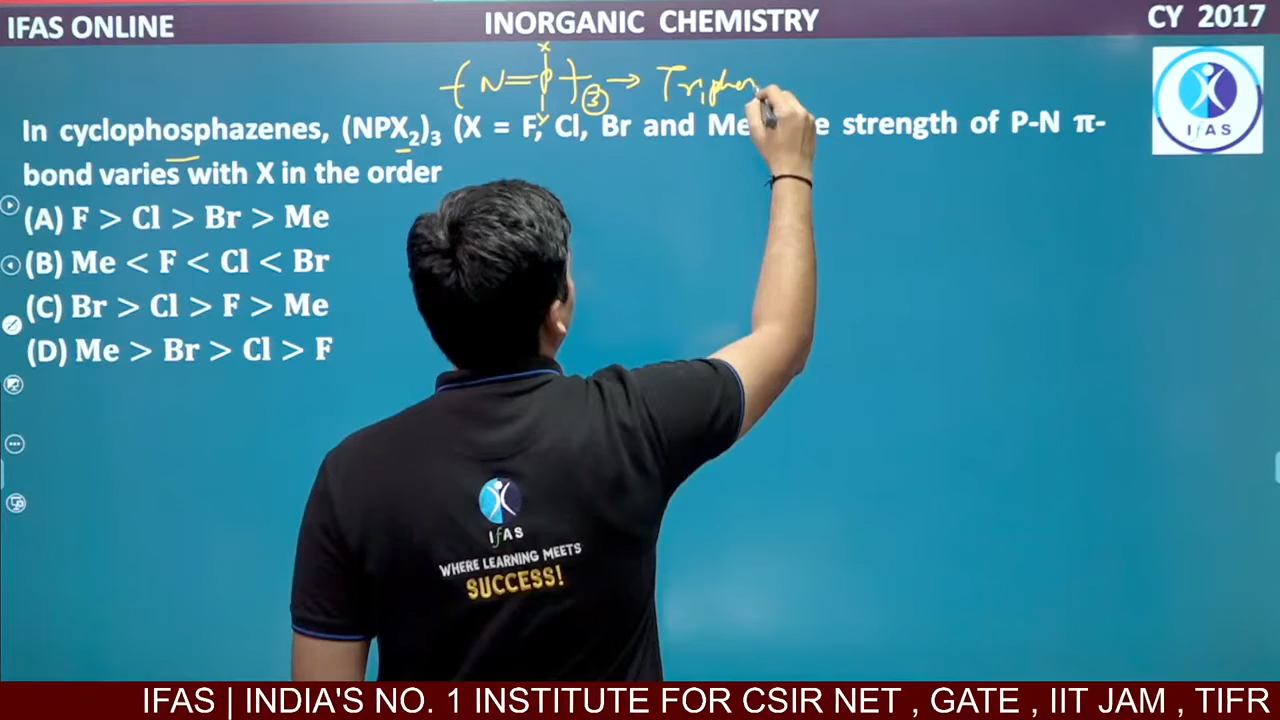 IFAS ONLINE INORGANIC CHEMISTRY CY 2017
X
( N=P )③ → Triphos
X
In cyclophosphazenes, (NPX₂)₃ (X = F, Cl, Br and Me strength of P-N π-
bond varies with X in the order
(A) F > Cl > Br > Me
(B) Me < F < Cl < Br
(C) Br > Cl > F > Me
(D) Me > Br > Cl > F
IFAS
IfAS
WHERE LEARNING MEETS
SUCCESS!
IFAS | INDIA'S NO. 1 INSTITUTE FOR CSIR NET , GATE , IIT JAM , TIFR